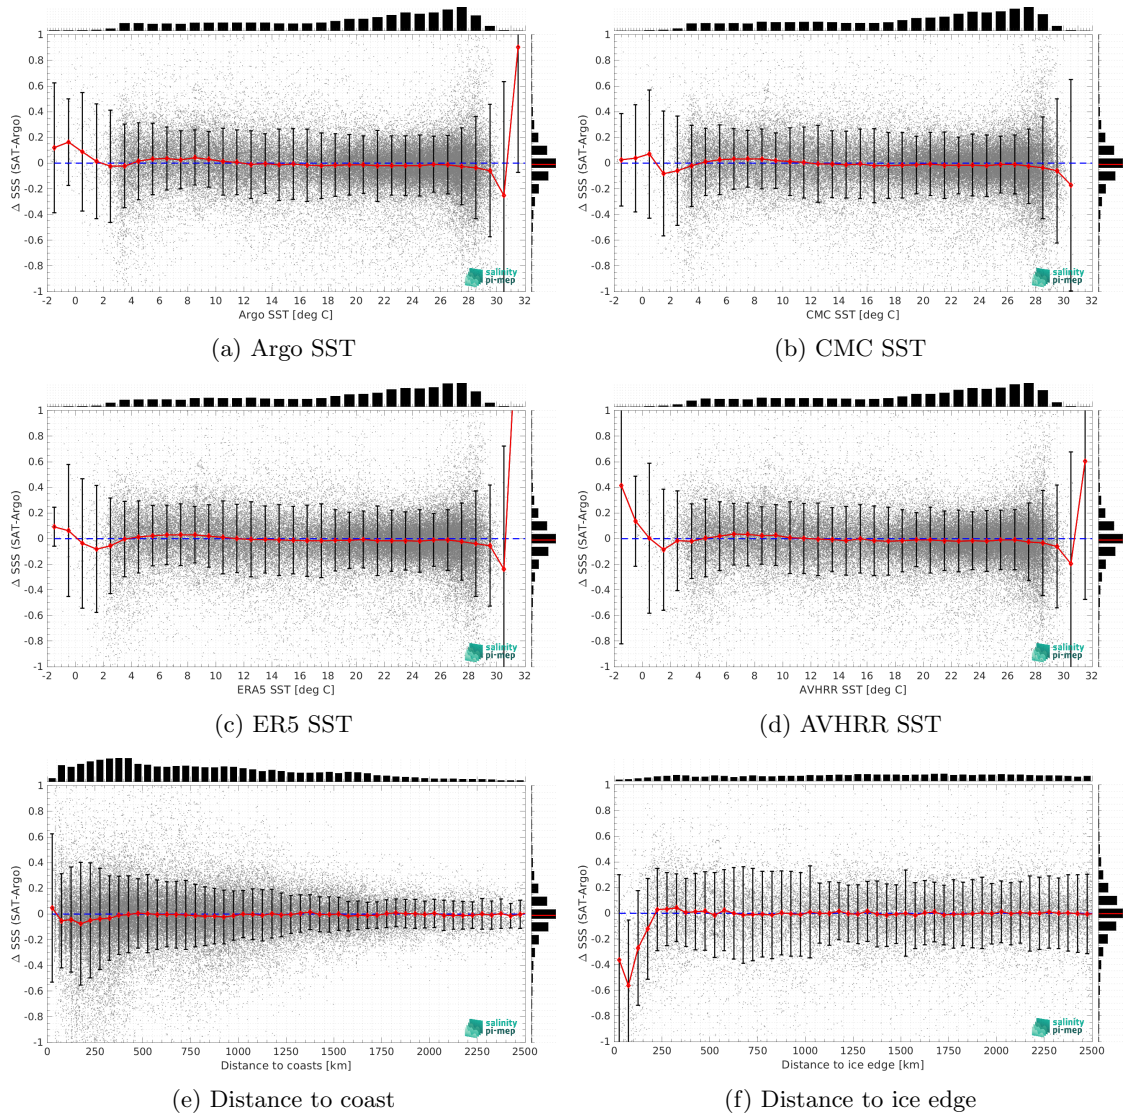 1
0.8
0.6
0.4
0.2
0
-0.2
-0.4
-0.6
-0.8
-1
Δ SSS (SAT-Argo)
salinity
pi-mep
-2 0 2 4 6 8 10 12 14 16 18 20 22 24 26 28 30 32
Argo SST [deg C]
(a) Argo SST
1
0.8
0.6
0.4
0.2
0
-0.2
-0.4
-0.6
-0.8
-1
Δ SSS (SAT-Argo)
salinity
pi-mep
-2 0 2 4 6 8 10 12 14 16 18 20 22 24 26 28 30 32
CMC SST [deg C]
(b) CMC SST
1
0.8
0.6
0.4
0.2
0
-0.2
-0.4
-0.6
-0.8
-1
Δ SSS (SAT-Argo)
salinity
pi-mep
-2 0 2 4 6 8 10 12 14 16 18 20 22 24 26 28 30 32
ERA5 SST [deg C]
(c) ER5 SST
1
0.8
0.6
0.4
0.2
0
-0.2
-0.4
-0.6
-0.8
-1
Δ SSS (SAT-Argo)
salinity
pi-mep
-2 0 2 4 6 8 10 12 14 16 18 20 22 24 26 28 30 32
AVHRR SST [deg C]
(d) AVHRR SST
1
0.8
0.6
0.4
0.2
0
-0.2
-0.4
-0.6
-0.8
-1
Δ SSS (SAT-Argo)
salinity
pi-mep
0 250 500 750 1000 1250 1500 1750 2000 2250 2500
Distance to coasts [km]
(e) Distance to coast
1
0.8
0.6
0.4
0.2
0
-0.2
-0.4
-0.6
-0.8
-1
Δ SSS (SAT-Argo)
salinity
pi-mep
0 250 500 750 1000 1250 1500 1750 2000 2250 2500
Distance to ice edge [km]
(f) Distance to ice edge